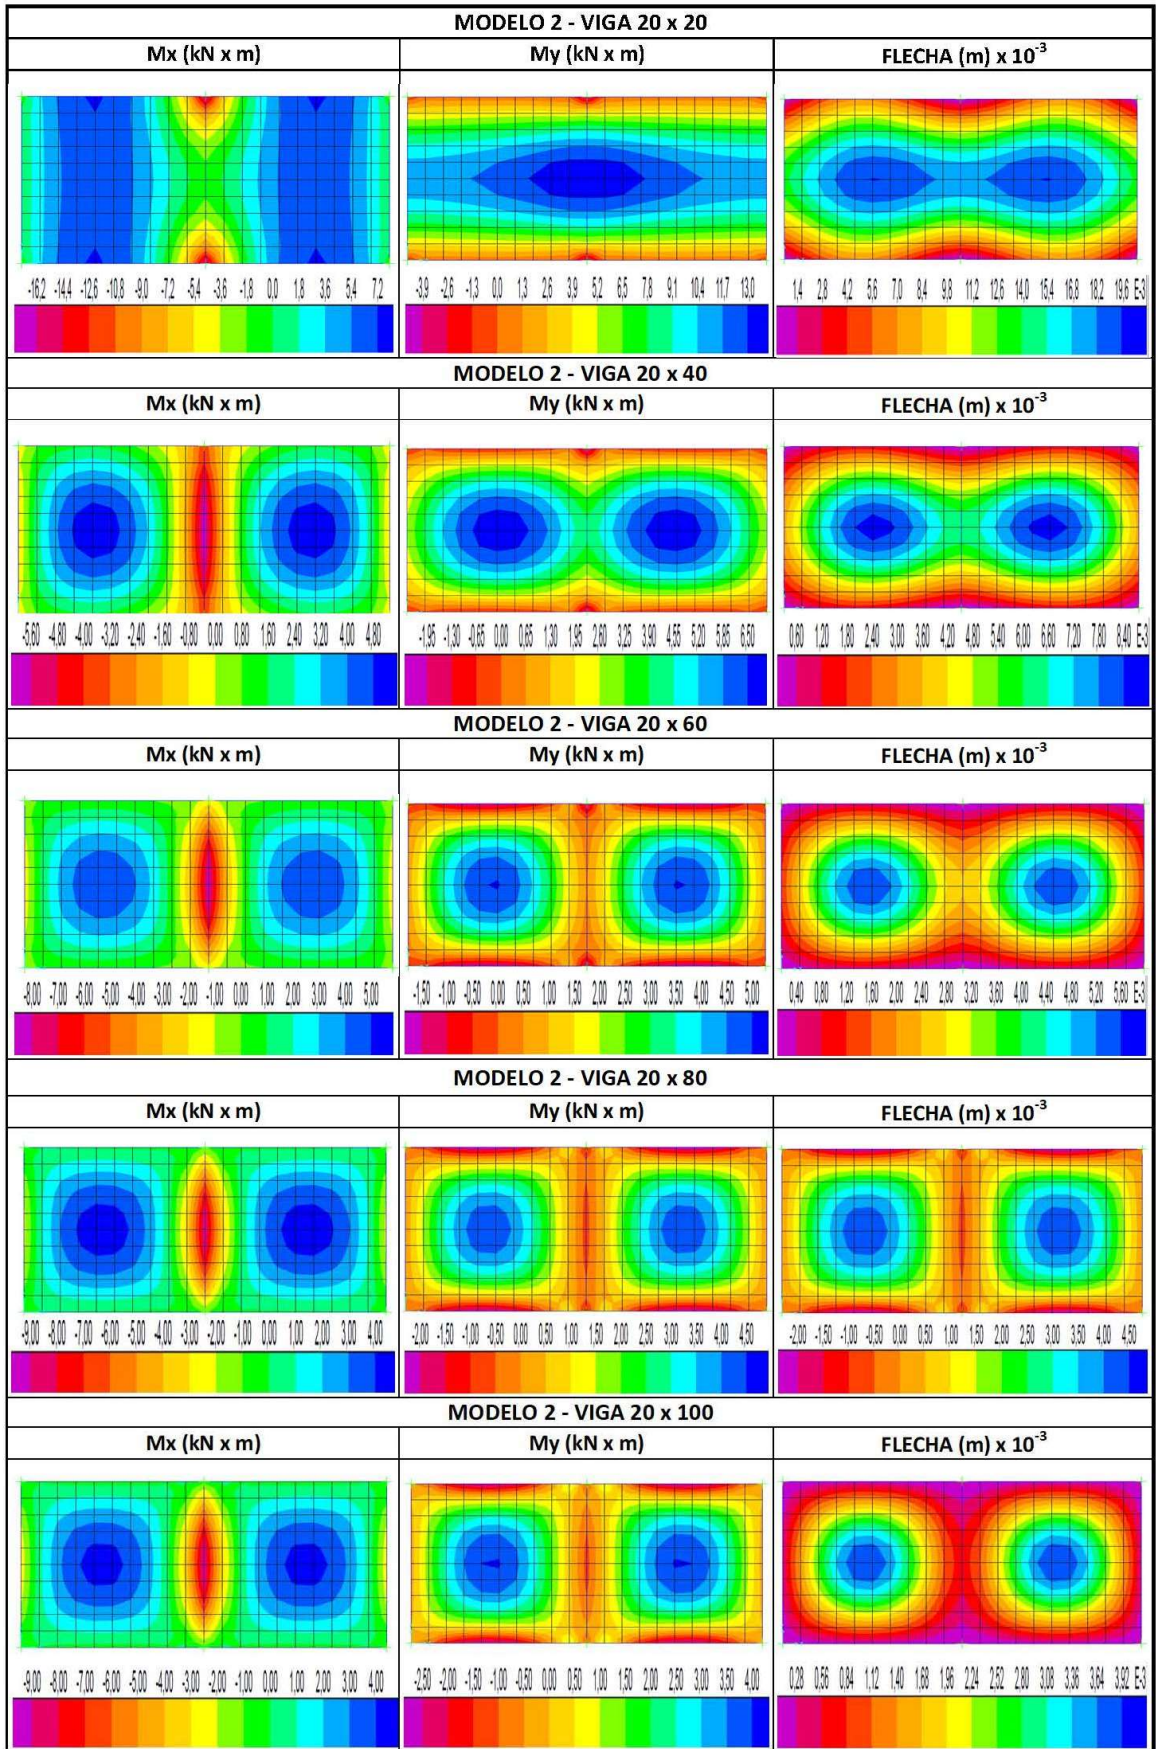 MODELO 2 - VIGA 20 x 20
Mx (kN x m) My (kN x m) FLECHA (m) x 10⁻³
-16,2 -14,4 -12,6 -10,8 -9,0 -7,2 -5,4 -3,6 -1,8 0,0 1,8 3,6 5,4 7,2
-3,9 -2,6 -1,3 0,0 1,3 2,6 3,9 5,2 6,5 7,8 9,1 10,4 11,7 13,0
1,4 2,8 4,2 5,6 7,0 8,4 9,8 11,2 12,6 14,0 15,4 16,8 18,2 19,6 E-3
MODELO 2 - VIGA 20 x 40
Mx (kN x m) My (kN x m) FLECHA (m) x 10⁻³
-5,60 -4,80 -4,00 -3,20 -2,40 -1,60 -0,80 0,00 0,80 1,60 2,40 3,20 4,00 4,80
-1,95 -1,30 -0,65 0,00 1,30 1,95 2,60 3,25 3,90 4,55 5,20 5,85 6,50
0,60 1,20 1,80 2,40 3,60 4,20 4,80 5,40 6,00 6,60 7,20 7,80 8,40 E-3
MODELO 2 - VIGA 20 x 60
Mx (kN x m) My (kN x m) FLECHA (m) x 10⁻³
-8,00 -7,00 -6,00 -5,00 -4,00 -3,00 -2,00 -1,00 0,00 1,00 2,00 3,00 4,00 5,00
-1,50 -1,00 0,00 0,50 1,00 1,50 2,00 2,50 3,00 3,50 4,00 4,50 5,00
0,40 0,80 1,20 1,60 2,00 2,40 2,80 3,20 3,60 4,00 4,40 4,80 5,20 5,60 E-3
MODELO 2 - VIGA 20 x 80
Mx (kN x m) My (kN x m) FLECHA (m) x 10⁻³
-9,00 -8,00 -7,00 -6,00 -5,00 -4,00 -3,00 -2,00 -1,00 0,00 1,00 2,00 3,00 4,00
-2,00 -1,50 -1,00 -0,50 0,00 0,50 1,00 1,50 2,00 2,50 3,00 3,50 4,00 4,50
-2,00 -1,50 -1,00 -0,50 0,00 0,50 1,00 1,50 2,00 2,50 3,00 3,50 4,00 4,50
MODELO 2 - VIGA 20 x 100
Mx (kN x m) My (kN x m) FLECHA (m) x 10⁻³
-9,00 -8,00 -7,00 -6,00 -5,00 -4,00 -3,00 -2,00 -1,00 0,00 1,00 2,00 3,00 4,00
-2,50 -2,00 -1,50 -1,00 -0,50 0,00 0,50 1,00 1,50 2,00 2,50 3,00 3,50 4,00
0,28 0,56 0,84 1,12 1,40 1,68 1,96 2,24 2,52 2,80 3,08 3,36 3,64 3,92 E-3